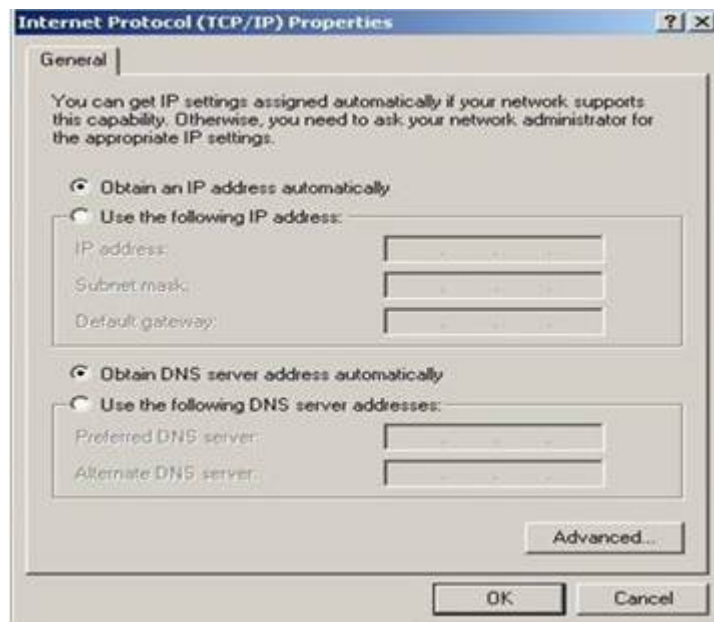 Internet Protocol (TCP/IP) Properties
General
You can get IP settings assigned automatically if your network supports
this capability. Otherwise, you need to ask your network administrator for
the appropriate IP settings.
Obtain an IP address automatically
Use the following IP address:
IP address:
Subnet mask:
Default gateway:
Obtain DNS server address automatically
Use the following DNS server addresses:
Preferred DNS server:
Alternate DNS server:
Advanced...
OK Cancel